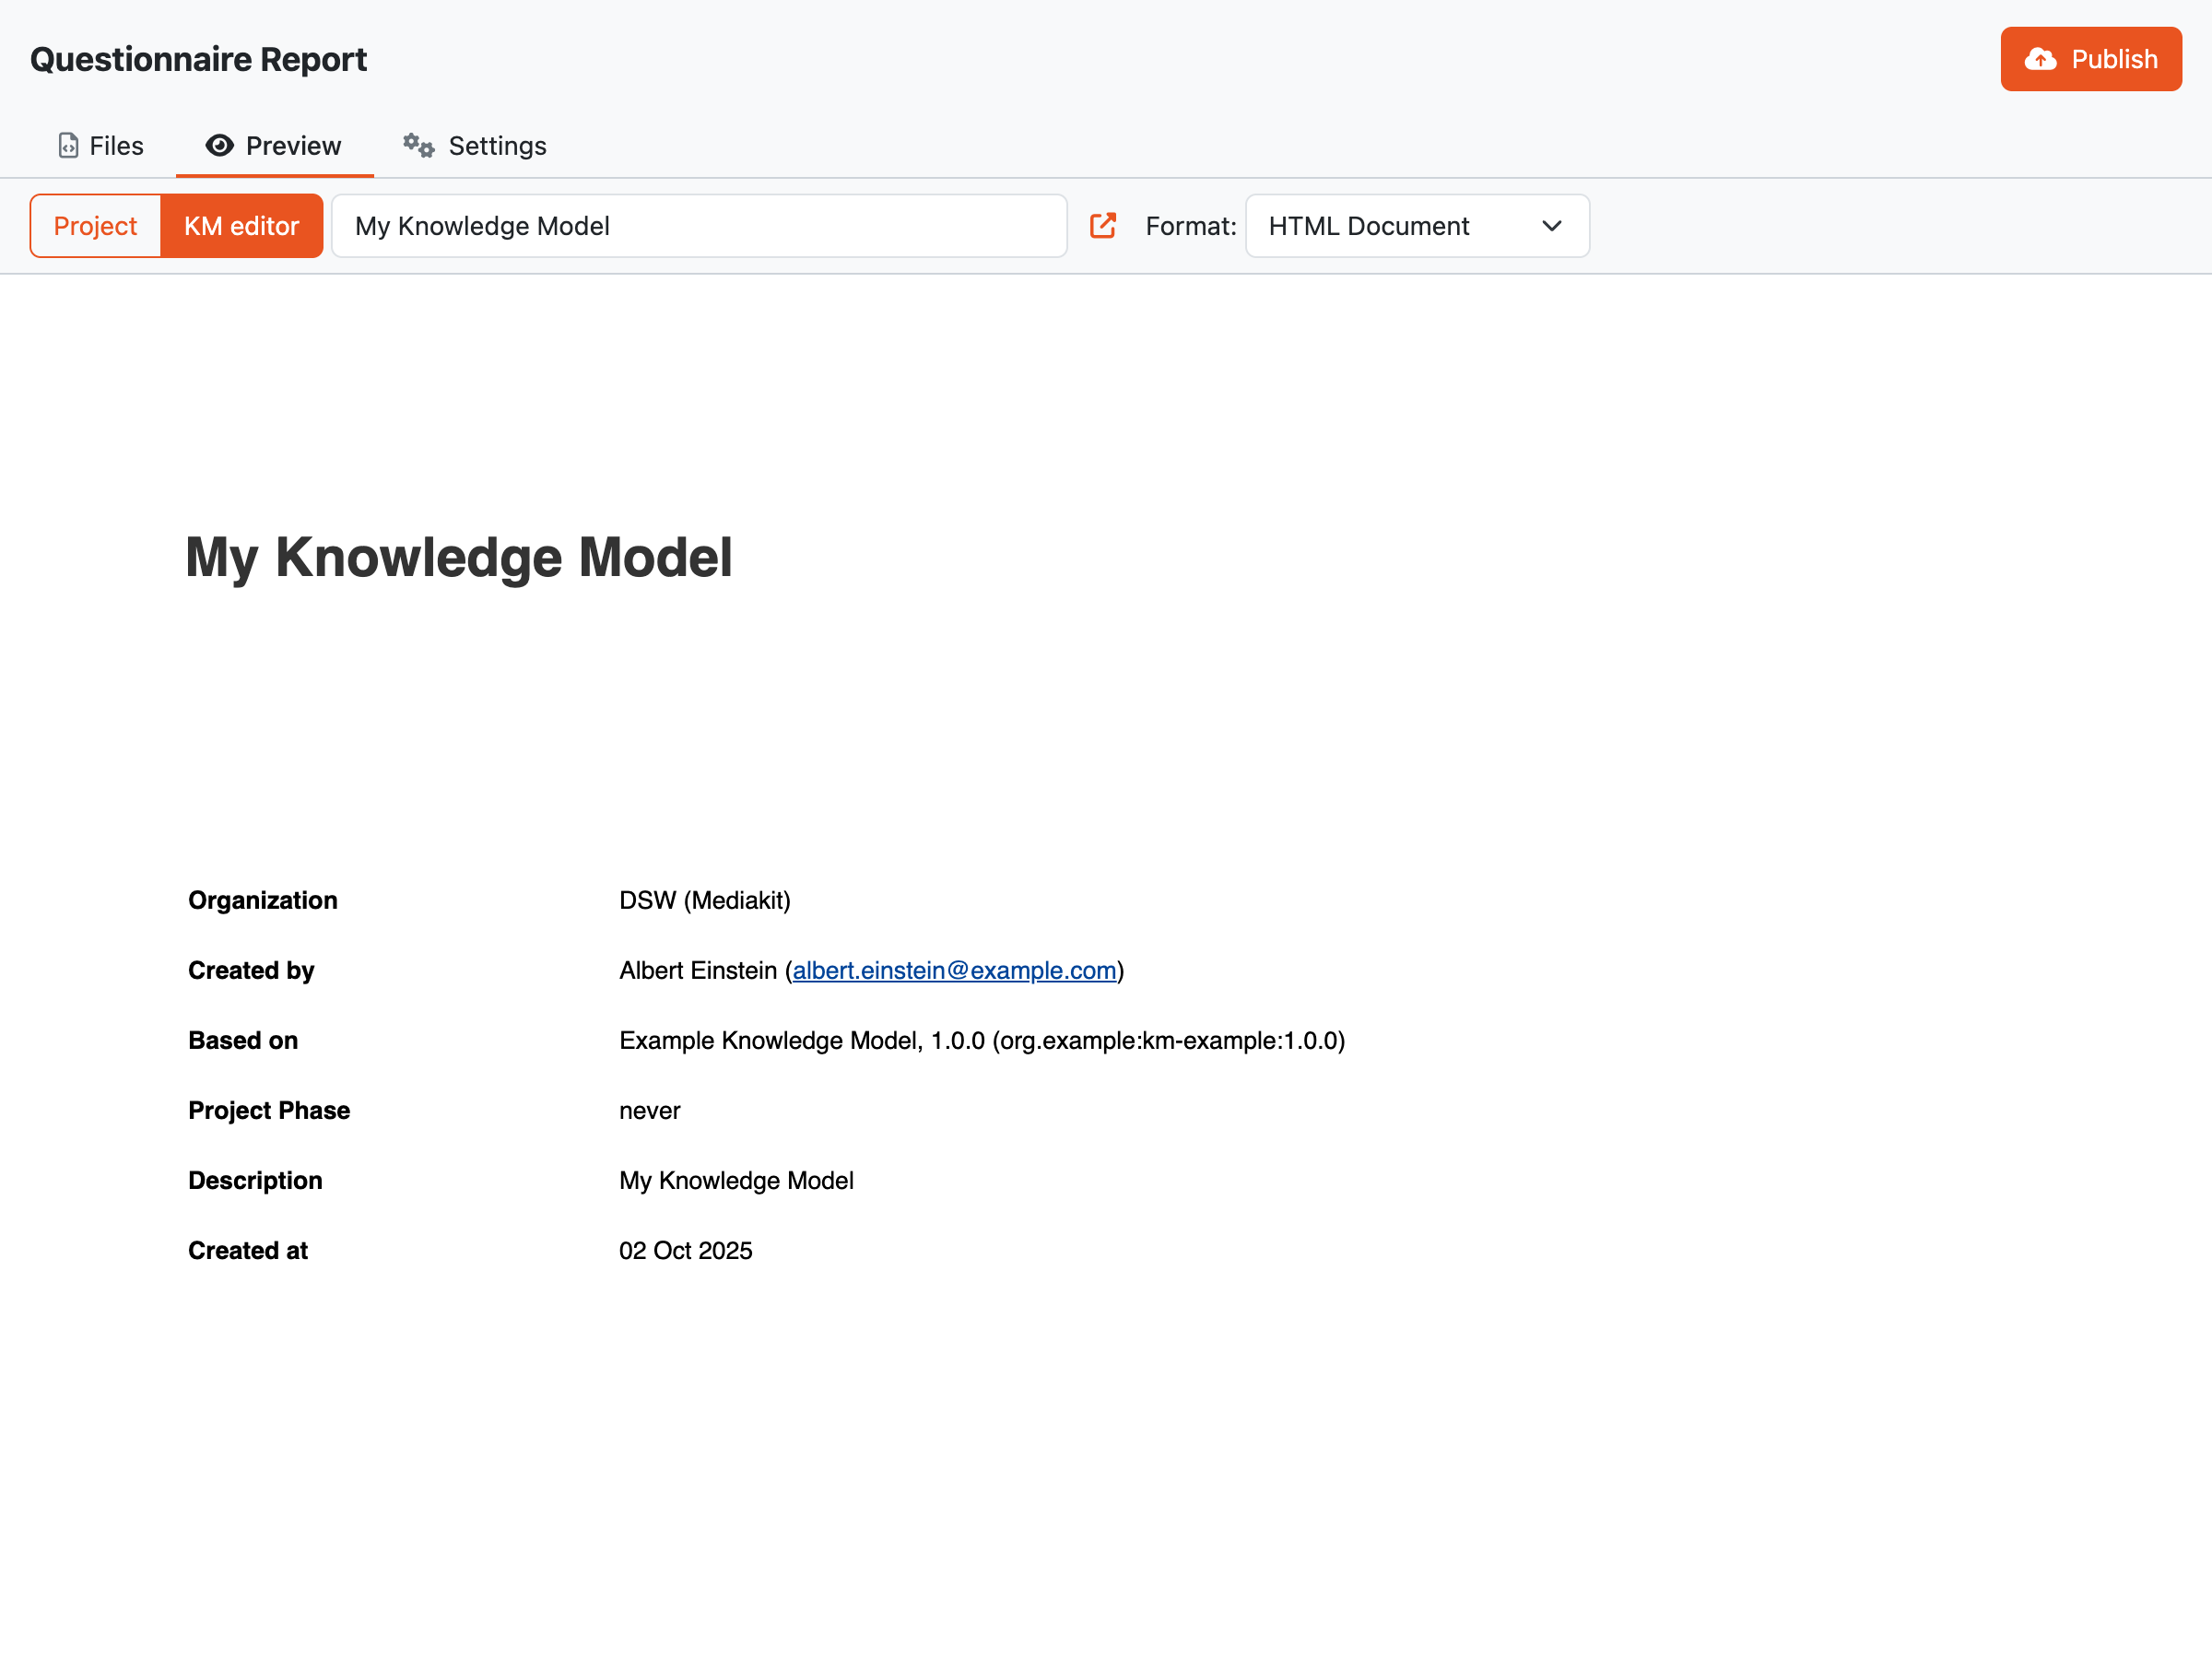 Questionnaire Report
Publish
Files Preview Settings
Project KM editor My Knowledge Model Format: HTML Document
My Knowledge Model
Organization DSW (Mediakit)
Created by Albert Einstein (albert.einstein@example.com)
Based on Example Knowledge Model, 1.0.0 (org.example:km-example:1.0.0)
Project Phase never
Description My Knowledge Model
Created at 02 Oct 2025